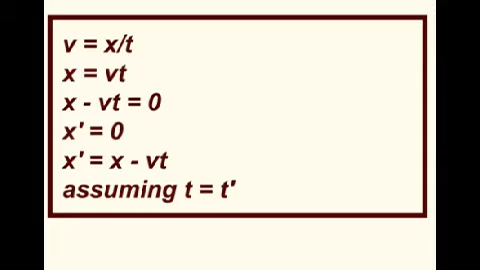 v = x/t
x = vt
x - vt = 0
x' = 0
x' = x - vt
assuming t = t'